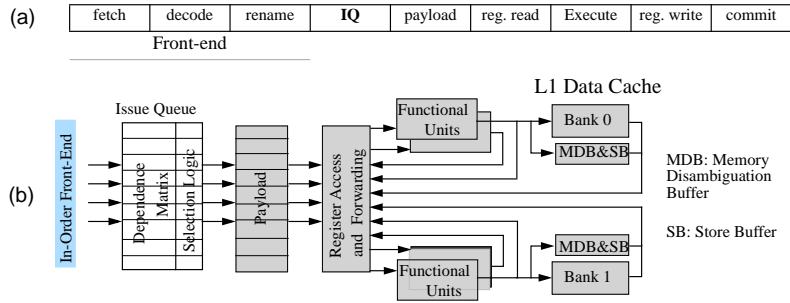 (a)
fetch decode rename IQ payload reg. read Execute reg. write commit
Front-end
L1 Data Cache
Issue Queue
(b)
In-Order Front-End
Dependence
Matrix
Selection Logic
Payload
Register Access
and Forwarding
Functional
Units
Bank 0
MDB&SB
MDB: Memory
Disambiguation
Buffer
SB: Store Buffer
MDB&SB
Functional
Units
Bank 1